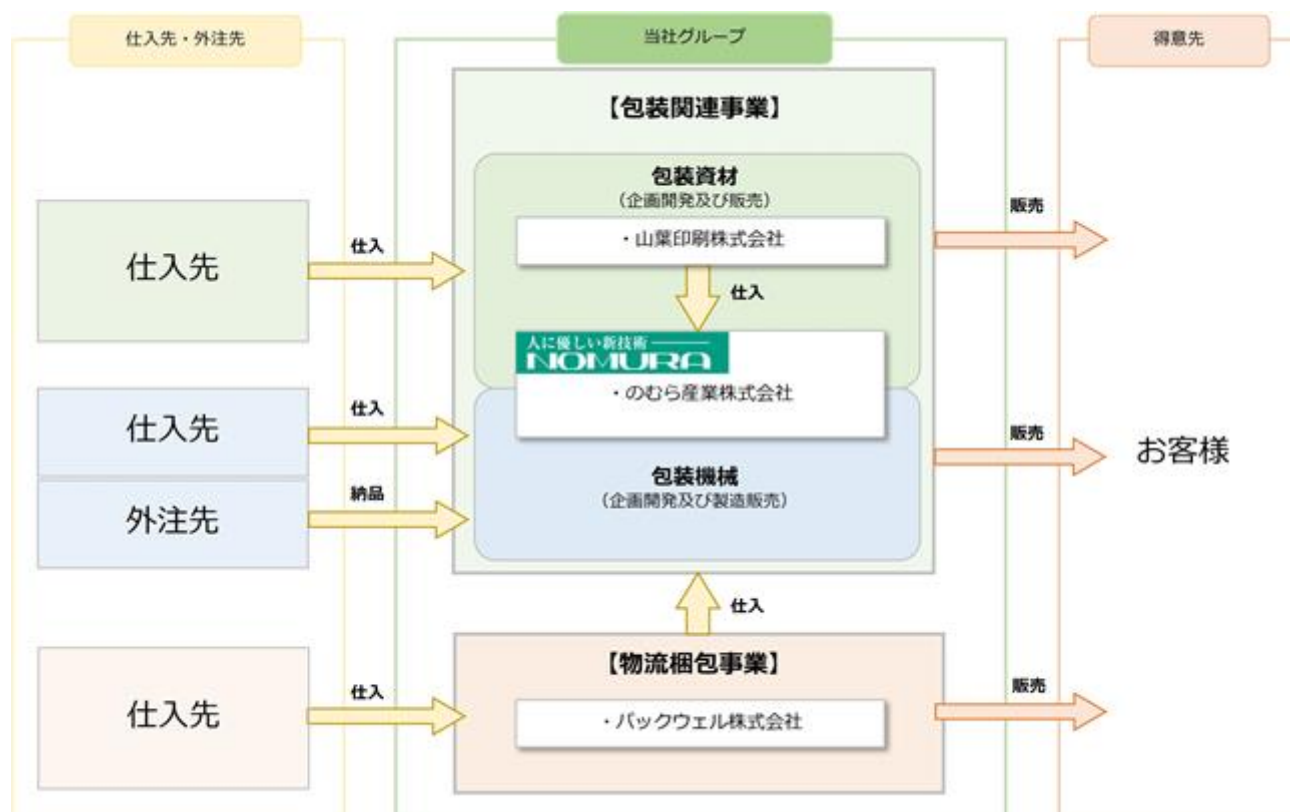 仕入先・外注先
当社グループ
得意先
【包装関連事業】
包装資材
（企画開発及び販売）
・山葉印刷株式会社
仕入先
仕入
販売
仕入
人に優しい新技術
NOMURA
・のむら産業株式会社
仕入先
仕入
販売
お客様
包装機械
（企画開発及び製造販売）
外注先
納品
仕入
【物流梱包事業】
・パックウェル株式会社
仕入先
仕入
販売